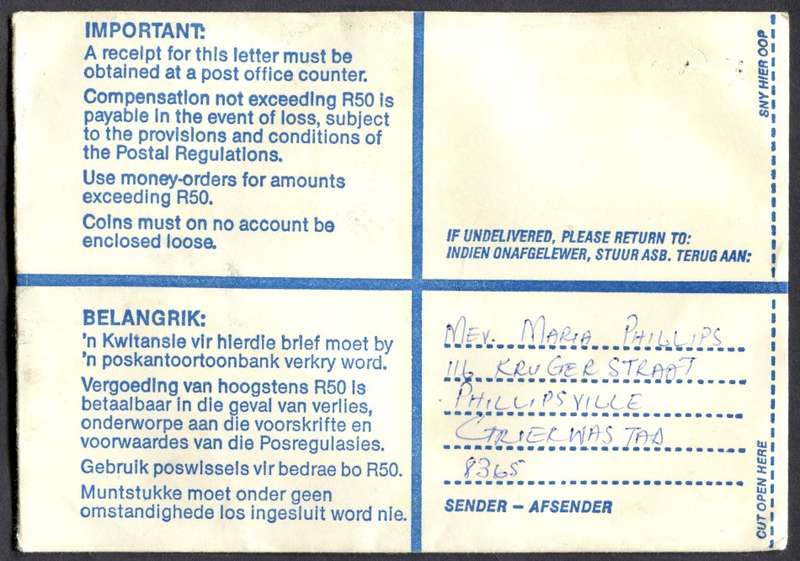 IMPORTANT:
A receipt for this letter must be
obtained at a post office counter.
Compensation not exceeding R50 is
payable in the event of loss, subject
to the provisions and conditions of
the Postal Regulations.
Use money-orders for amounts
exceeding R50.
Coins must on no account be
enclosed loose.
SNY HIER OOP
IF UNDELIVERED, PLEASE RETURN TO:
INDIEN ONAFGELEWER, STUUR ASB. TERUG AAN:
BELANGRIK:
'n Kwitansie vir hierdie brief moet by
'n poskantoortoonbank verkry word.
Vergoeding van hoogstens R50 is
betaalbaar in die geval van verlies,
onderworpe aan die voorskrifte en
voorwaardes van die Posregulasies.
Gebruik poswissels vir bedrae bo R50.
Muntstukke moet onder geen
omstandighede los ingesluit word nie.
MEV. MARIA PHILLIPS
116 KRUGER STRAAT
PHILLIPSVILLE
GRIEKWASTAD
8365
SENDER – AFSENDER
CUT OPEN HERE